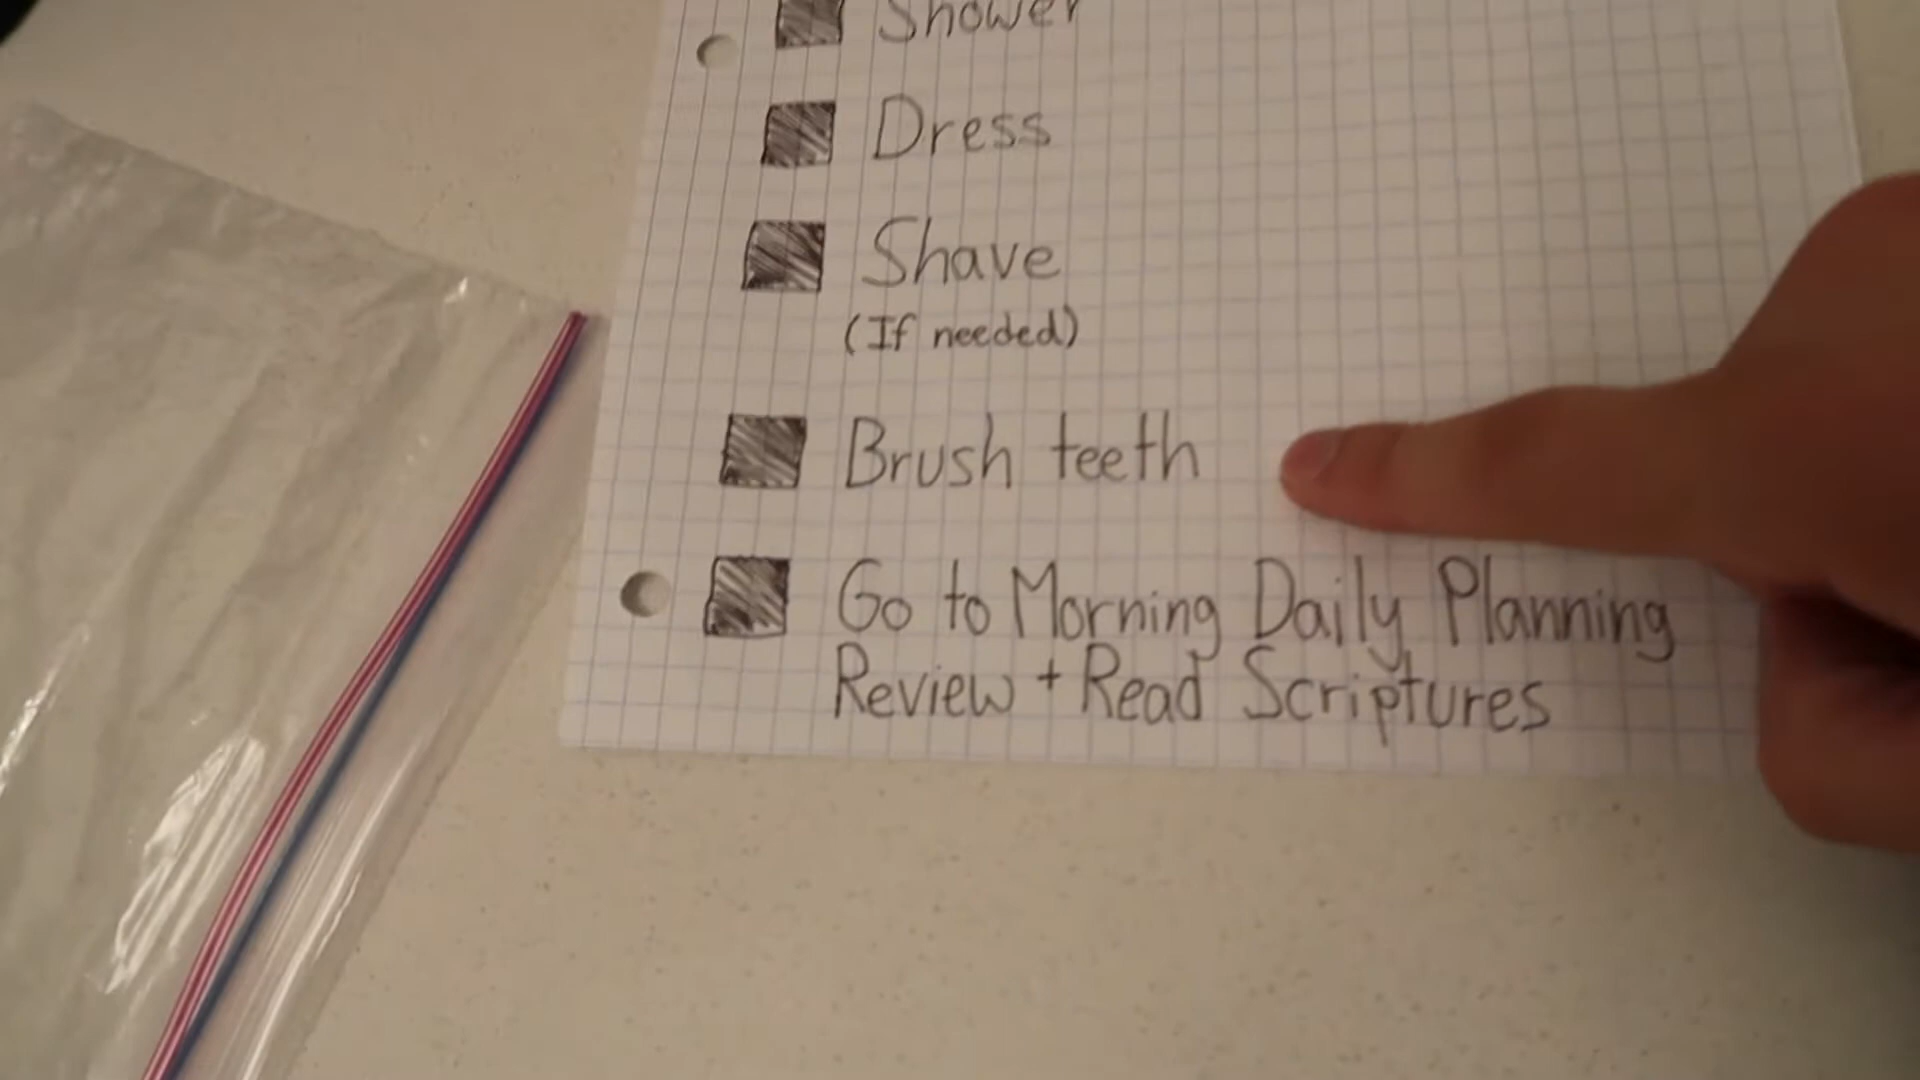 Shower
Dress
Shave
(If needed)
Brush teeth
Go to Morning Daily Planning
Review + Read Scriptures